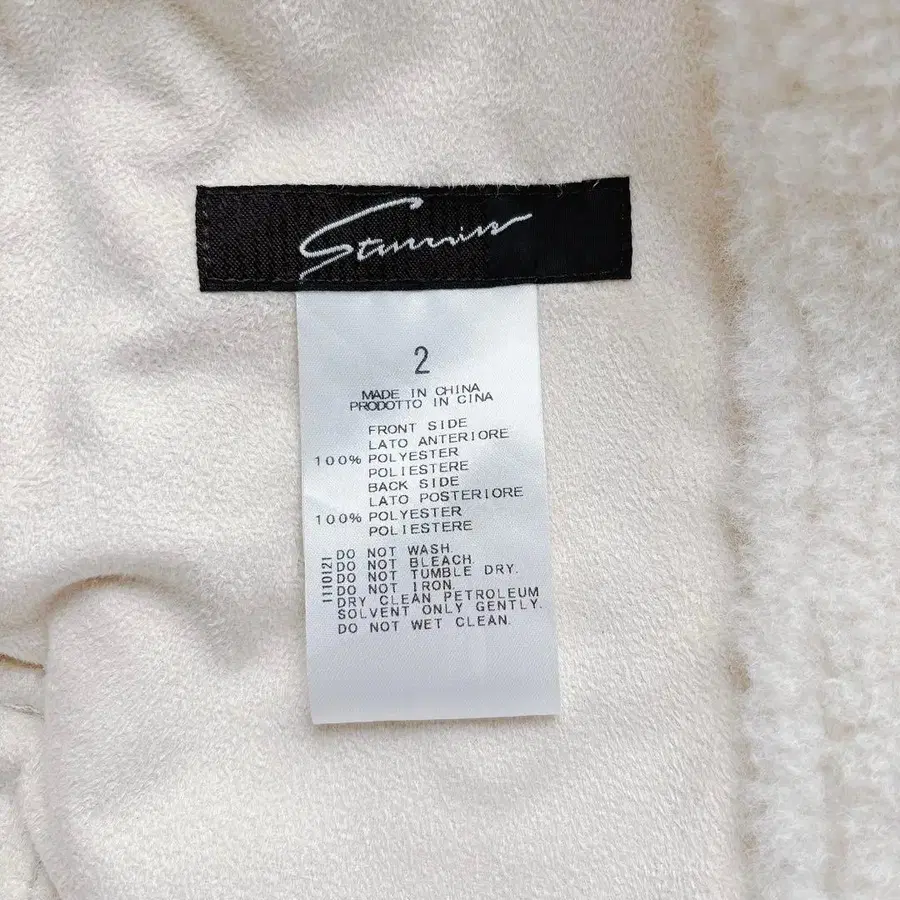 2
MADE IN CHINA
PRODOTTO IN CINA
FRONT SIDE
LATO ANTERIORE
100% POLYESTER
POLIESTERE
BACK SIDE
LATO POSTERIORE
100% POLYESTER
POLIESTERE
1110121
DO NOT WASH.
DO NOT BLEACH.
DO NOT TUMBLE DRY.
DO NOT IRON.
DRY CLEAN PETROLEUM
SOLVENT ONLY GENTLY.
DO NOT WET CLEAN.